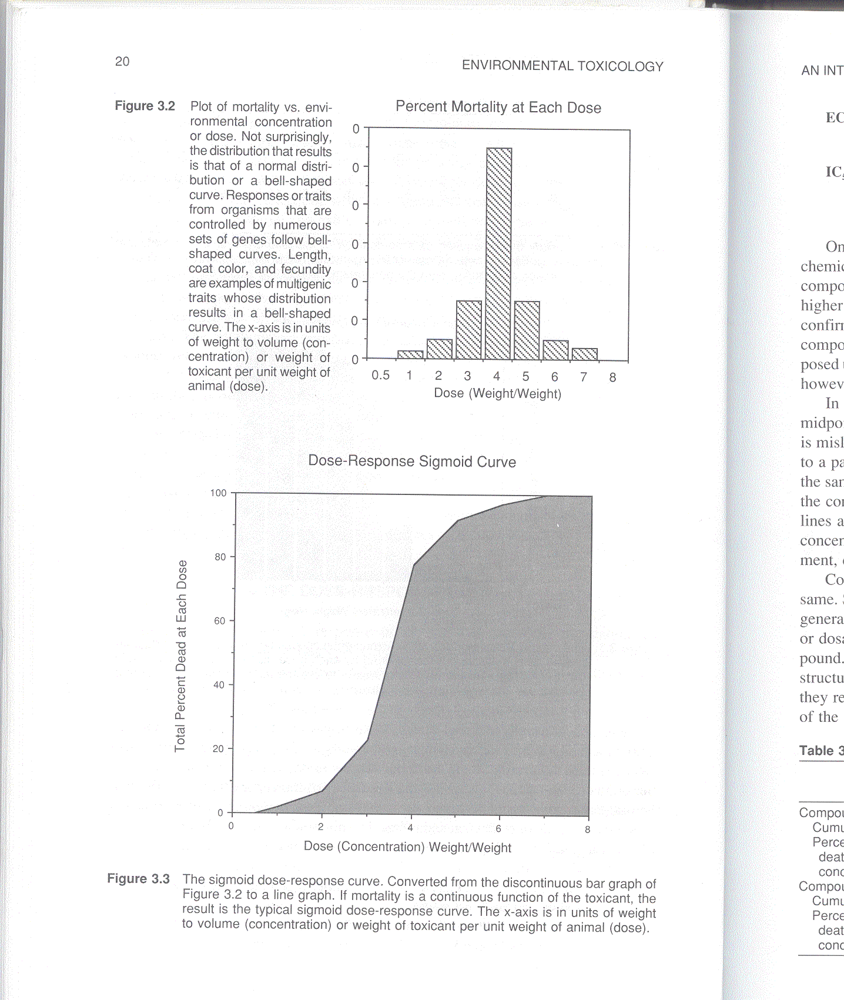 20
ENVIRONMENTAL TOXICOLOGY
Figure 3.2
Plot of mortality vs. envi-
ronmental concentration
or dose. Not surprisingly,
the distribution that results
is that of a normal distri-
bution or a bell-shaped
curve. Responses or traits
from organisms that are
controlled by numerous
sets of genes follow bell-
shaped curves. Length,
coat color, and fecundity
are examples of multigenic
traits whose distribution
results in a bell-shaped
curve. The x-axis is in units
of weight to volume (con-
centration) or weight of
toxicant per unit weight of
animal (dose).
Percent Mortality at Each Dose
0
0
0
0
0
0
0
0.5 1 2 3 4 5 6 7 8
Dose (Weight/Weight)
Dose-Response Sigmoid Curve
Total Percent Dead at Each Dose
100
80
60
40
20
0
0 2 4 6 8
Dose (Concentration) Weight/Weight
Figure 3.3 The sigmoid dose-response curve. Converted from the discontinuous bar graph of
Figure 3.2 to a line graph. If mortality is a continuous function of the toxicant, the
result is the typical sigmoid dose-response curve. The x-axis is in units of weight
to volume (concentration) or weight of toxicant per unit weight of animal (dose).
AN INT
EC
IC
On
chemic
compo
higher
confir
compo
posed
howev
In
midpo
is misl
to a pa
the sar
the cor
lines a
concer
ment,
Co
same.
genera
or dosa
pound.
structu
they re
of the
Table 3
Compou
Cumu
Perce
deat
conc
Compou
Cumu
Perce
deat
conc